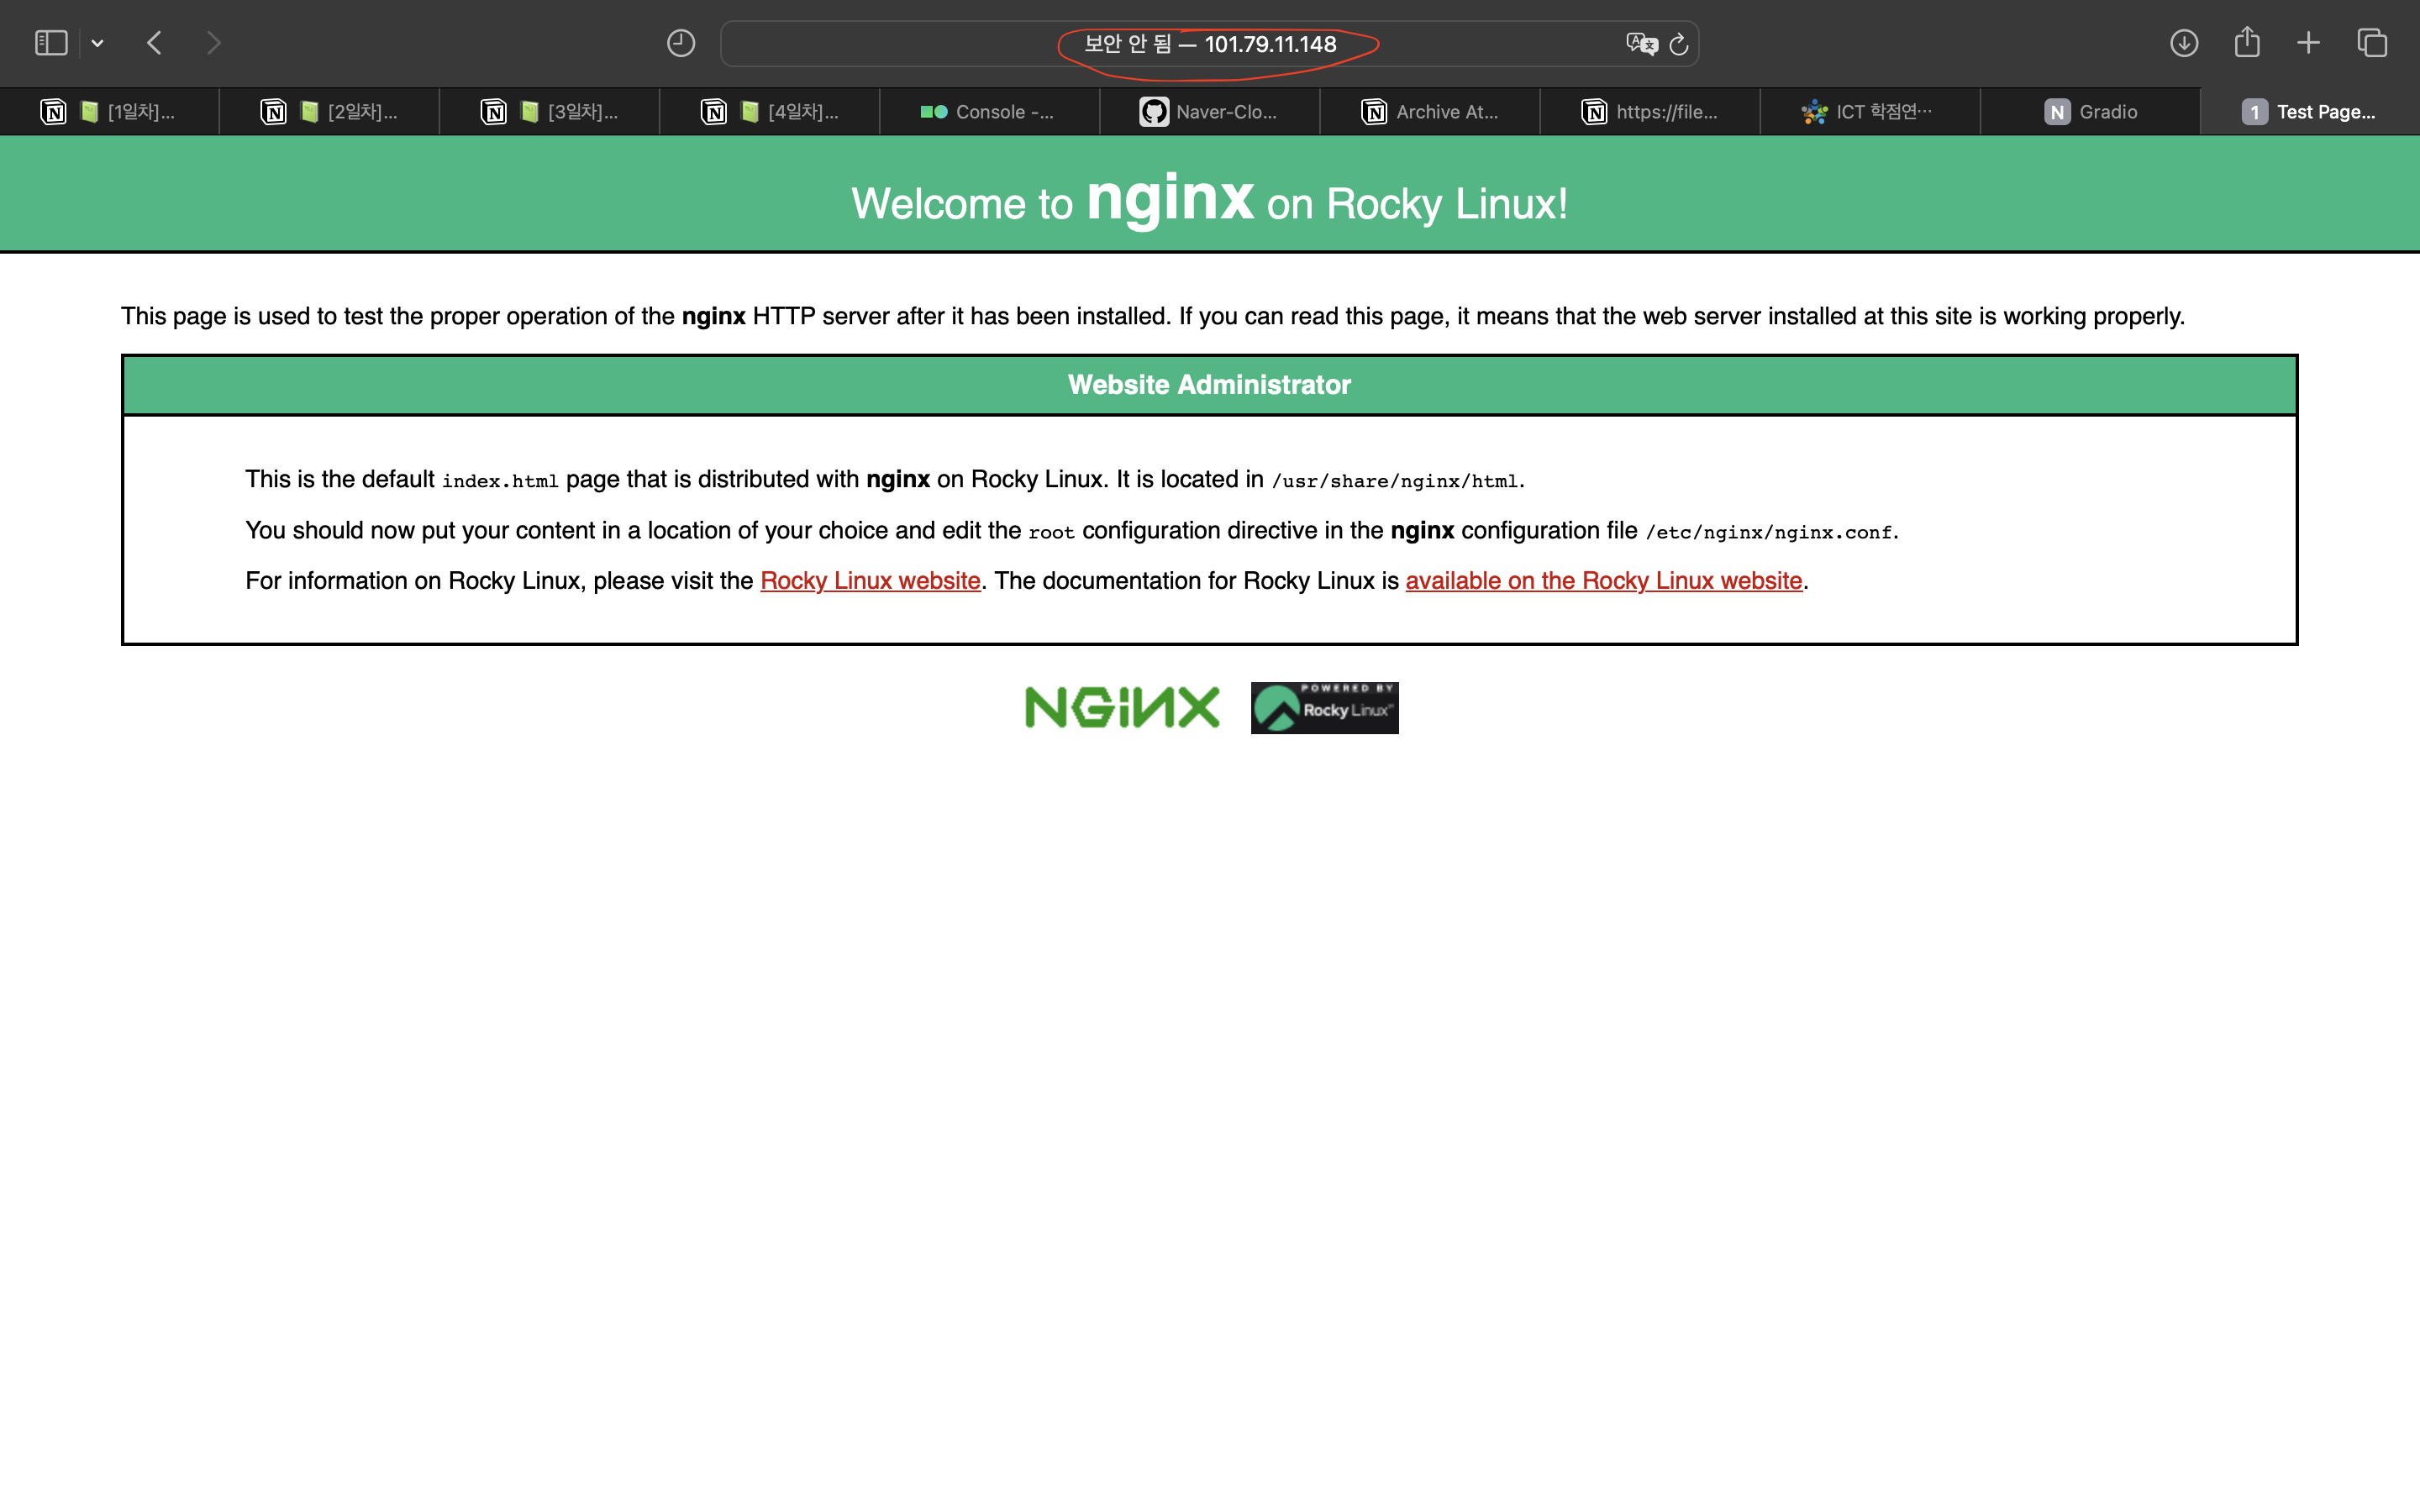 보안 안 됨 — 101.79.11.148
[1일차]...
[2일차]...
[3일차]...
[4일차]...
Console -...
Naver-Clo...
Archive At...
https://file...
ICT 학점연…
N Gradio
1 Test Page...
Welcome to nginx on Rocky Linux!
This page is used to test the proper operation of the nginx HTTP server after it has been installed. If you can read this page, it means that the web server installed at this site is working properly.
Website Administrator
This is the default index.html page that is distributed with nginx on Rocky Linux. It is located in /usr/share/nginx/html.
You should now put your content in a location of your choice and edit the root configuration directive in the nginx configuration file /etc/nginx/nginx.conf.
For information on Rocky Linux, please visit the Rocky Linux website. The documentation for Rocky Linux is available on the Rocky Linux website.
NGINX
POWERED BY
Rocky Linux™